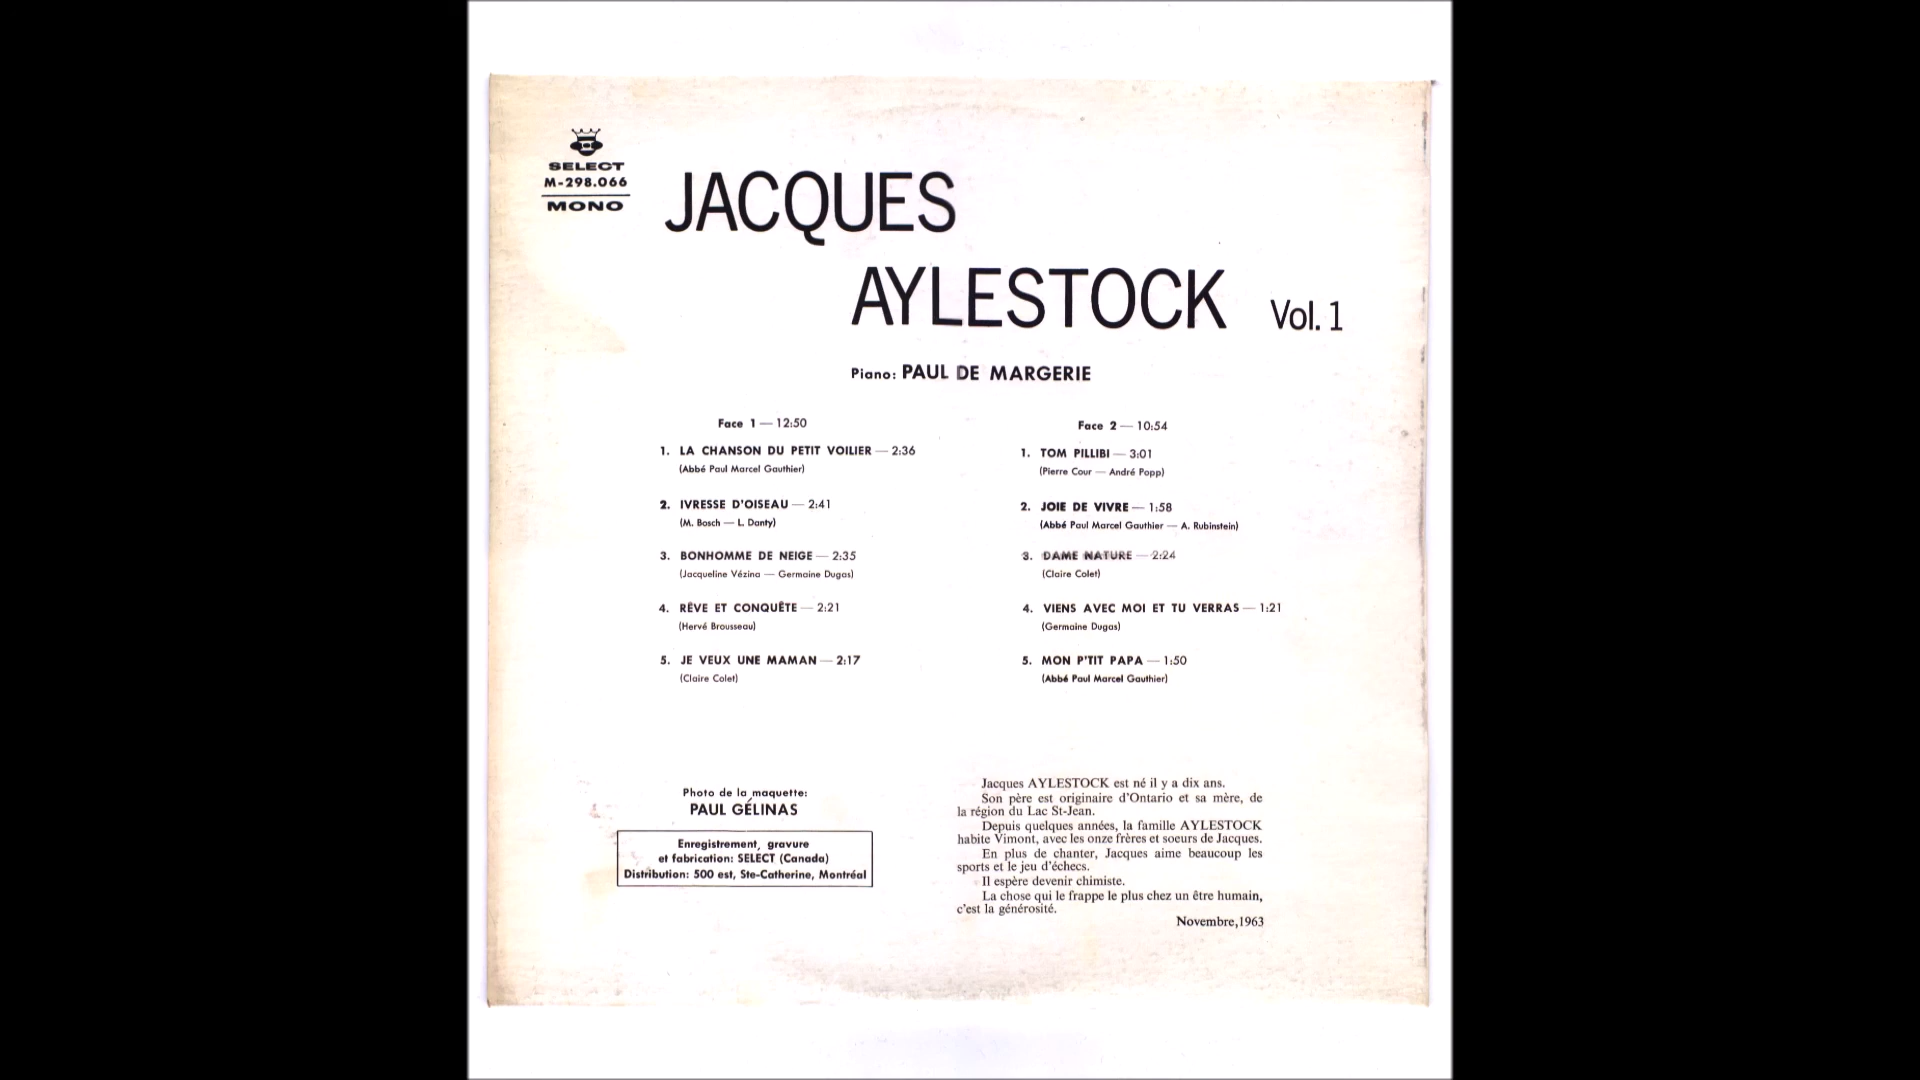 SELECT
M-298.066
MONO
JACQUES
AYLESTOCK Vol. 1
Piano: PAUL DE MARGERIE
Face 1 — 12:50
1. LA CHANSON DU PETIT VOILIER — 2:36
(Abbé Paul Marcel Gauthier)
2. IVRESSE D'OISEAU — 2:41
(M. Bosch — L. Danty)
3. BONHOMME DE NEIGE — 2:35
(Jacqueline Vézina — Germaine Dugas)
4. RÊVE ET CONQUÊTE — 2:21
(Hervé Brousseau)
5. JE VEUX UNE MAMAN — 2:17
(Claire Colet)
Face 2 — 10:54
1. TOM PILLIBI — 3:01
(Pierre Cour — André Popp)
2. JOIE DE VIVRE — 1:58
(Abbé Paul Marcel Gauthier — A. Rubinstein)
3. DAME NATURE — 2:24
(Claire Colet)
4. VIENS AVEC MOI ET TU VERRAS — 1:21
(Germaine Dugas)
5. MON P'TIT PAPA — 1:50
(Abbé Paul Marcel Gauthier)
Photo de la maquette:
PAUL GÉLINAS
Enregistrement, gravure
et fabrication: SELECT (Canada)
Distribution: 500 est, Ste-Catherine, Montréal
Jacques AYLESTOCK est né il y a dix ans.
Son père est originaire d'Ontario et sa mère, de
la région du Lac St-Jean.
Depuis quelques années, la famille AYLESTOCK
habite Vimont, avec les onze frères et soeurs de Jacques.
En plus de chanter, Jacques aime beaucoup les
sports et le jeu d'échecs.
Il espère devenir chimiste.
La chose qui le frappe le plus chez un être humain,
c'est la générosité.
Novembre,1963